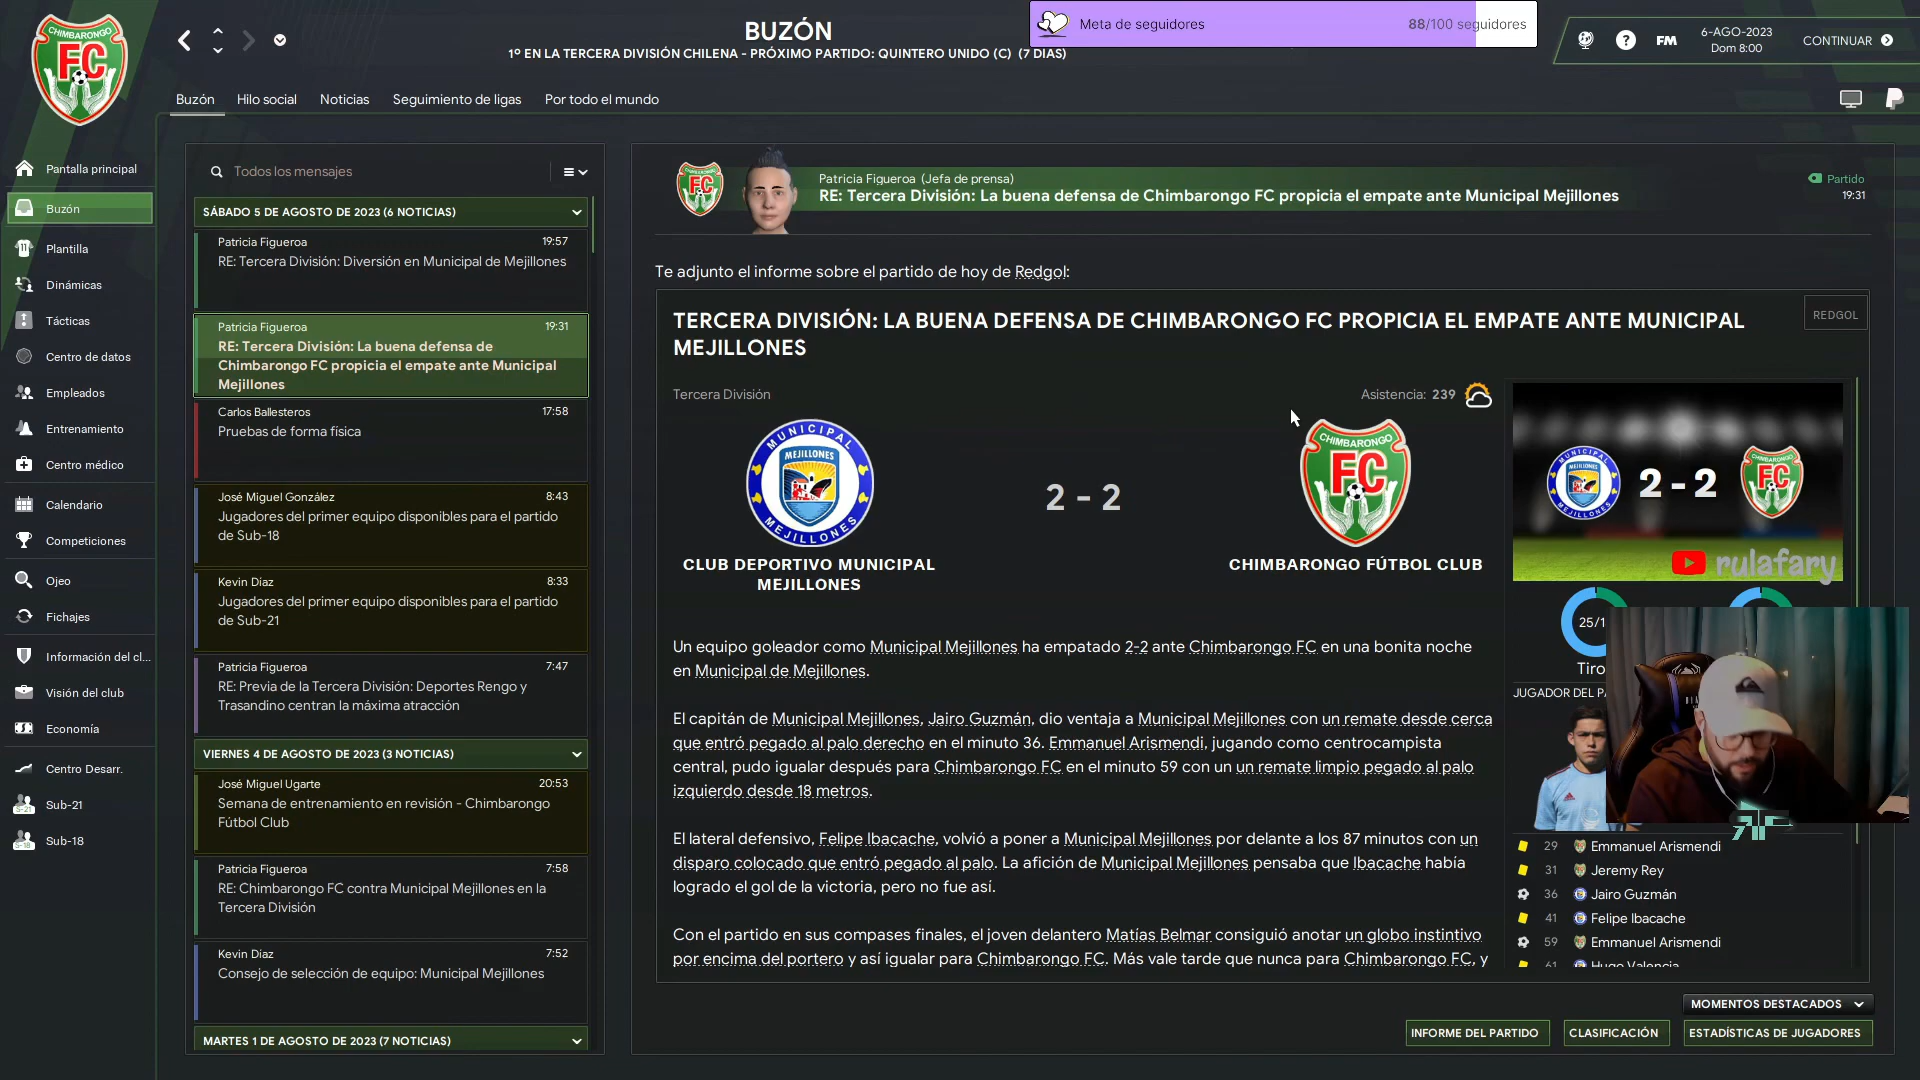 BUZÓN
1º EN LA TERCERA DIVISIÓN CHILENA - PRÓXIMO PARTIDO: QUINTERO UNIDO (C) (7 DÍAS)
Meta de seguidores
88/100 seguidores
6-AGO-2023
Dom 8:00
CONTINUAR
FM
CHIMBARONGO
FC
Buzón
Hilo social
Noticias
Seguimiento de ligas
Por todo el mundo
Pantalla principal
Buzón
Plantilla
Dinámicas
Tácticas
Centro de datos
Empleados
Entrenamiento
Centro médico
Calendario
Competiciones
Ojeo
Fichajes
Información del cl...
Visión del club
Economía
Centro Desarr.
Sub-21
Sub-18
Todos los mensajes
SÁBADO 5 DE AGOSTO DE 2023 (6 NOTICIAS)
Patricia Figueroa 19:57
RE: Tercera División: Diversión en Municipal de Mejillones
Patricia Figueroa 19:31
RE: Tercera División: La buena defensa de
Chimbarongo FC propicia el empate ante Municipal
Mejillones
Carlos Ballesteros 17:58
Pruebas de forma física
José Miguel González 8:43
Jugadores del primer equipo disponibles para el partido
de Sub-18
Kevin Díaz 8:33
Jugadores del primer equipo disponibles para el partido
de Sub-21
Patricia Figueroa 7:47
RE: Previa de la Tercera División: Deportes Rengo y
Trasandino centran la máxima atracción
VIERNES 4 DE AGOSTO DE 2023 (3 NOTICIAS)
José Miguel Ugarte 20:53
Semana de entrenamiento en revisión - Chimbarongo
Fútbol Club
Patricia Figueroa 7:58
RE: Chimbarongo FC contra Municipal Mejillones en la
Tercera División
Kevin Díaz 7:52
Consejo de selección de equipo: Municipal Mejillones
MARTES 1 DE AGOSTO DE 2023 (7 NOTICIAS)
Patricia Figueroa (Jefa de prensa)
RE: Tercera División: La buena defensa de Chimbarongo FC propicia el empate ante Municipal Mejillones
Partido
19:31
Te adjunto el informe sobre el partido de hoy de Redgol:
TERCERA DIVISIÓN: LA BUENA DEFENSA DE CHIMBARONGO FC PROPICIA EL EMPATE ANTE MUNICIPAL
MEJILLONES
REDGOL
Tercera División
Asistencia: 239
MUNICIPAL
MEJILLONES
MEJILLONES
2 - 2
CHIMBARONGO
FC
CLUB DEPORTIVO MUNICIPAL
MEJILLONES
CHIMBARONGO FÚTBOL CLUB
Un equipo goleador como Municipal Mejillones ha empatado 2-2 ante Chimbarongo FC en una bonita noche
en Municipal de Mejillones.
El capitán de Municipal Mejillones, Jairo Guzmán, dio ventaja a Municipal Mejillones con un remate desde cerca
que entró pegado al palo derecho en el minuto 36. Emmanuel Arismendi, jugando como centrocampista
central, pudo igualar después para Chimbarongo FC en el minuto 59 con un un remate limpio pegado al palo
izquierdo desde 18 metros.
El lateral defensivo, Felipe Ibacache, volvió a poner a Municipal Mejillones por delante a los 87 minutos con un
disparo colocado que entró pegado al palo. La afición de Municipal Mejillones pensaba que Ibacache había
logrado el gol de la victoria, pero no fue así.
Con el partido en sus compases finales, el joven delantero Matías Belmar consiguió anotar un globo instintivo
por encima del portero y así igualar para Chimbarongo FC. Más vale tarde que nunca para Chimbarongo FC, y
2 - 2
rulafary
25/1
Tiro
JUGADOR DEL PA
29 Emmanuel Arismendi
31 Jeremy Rey
36 Jairo Guzmán
41 Felipe Ibacache
59 Emmanuel Arismendi
61 Hugo Valencia
MOMENTOS DESTACADOS
INFORME DEL PARTIDO
CLASIFICACIÓN
ESTADÍSTICAS DE JUGADORES